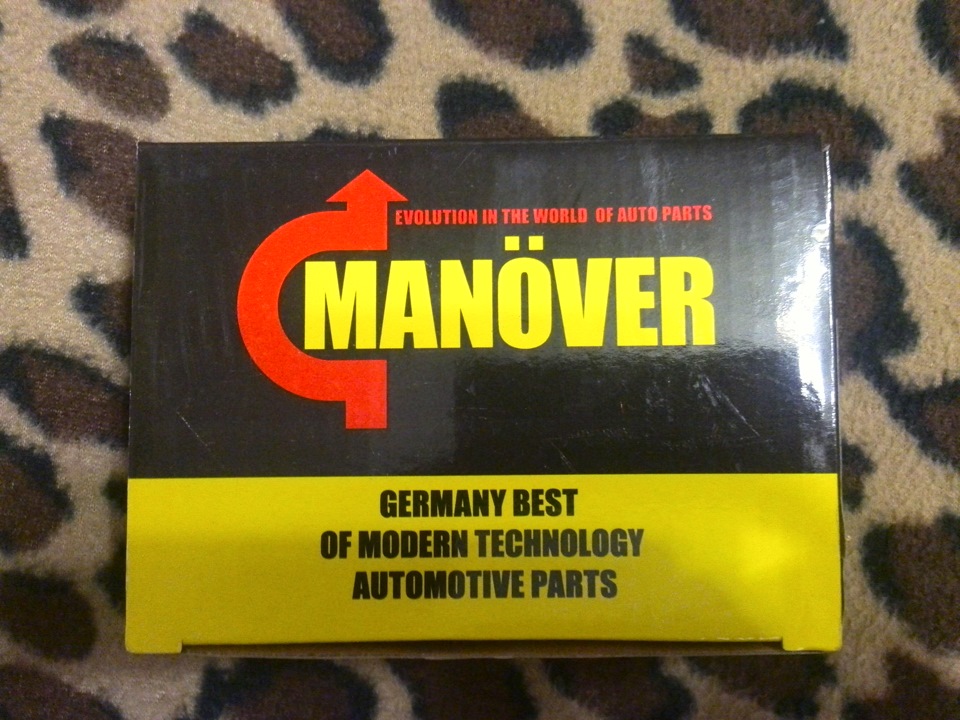 EVOLUTION IN THE WORLD OF AUTO PARTS
MANÖVER
GERMANY BEST
OF MODERN TECHNOLOGY
AUTOMOTIVE PARTS